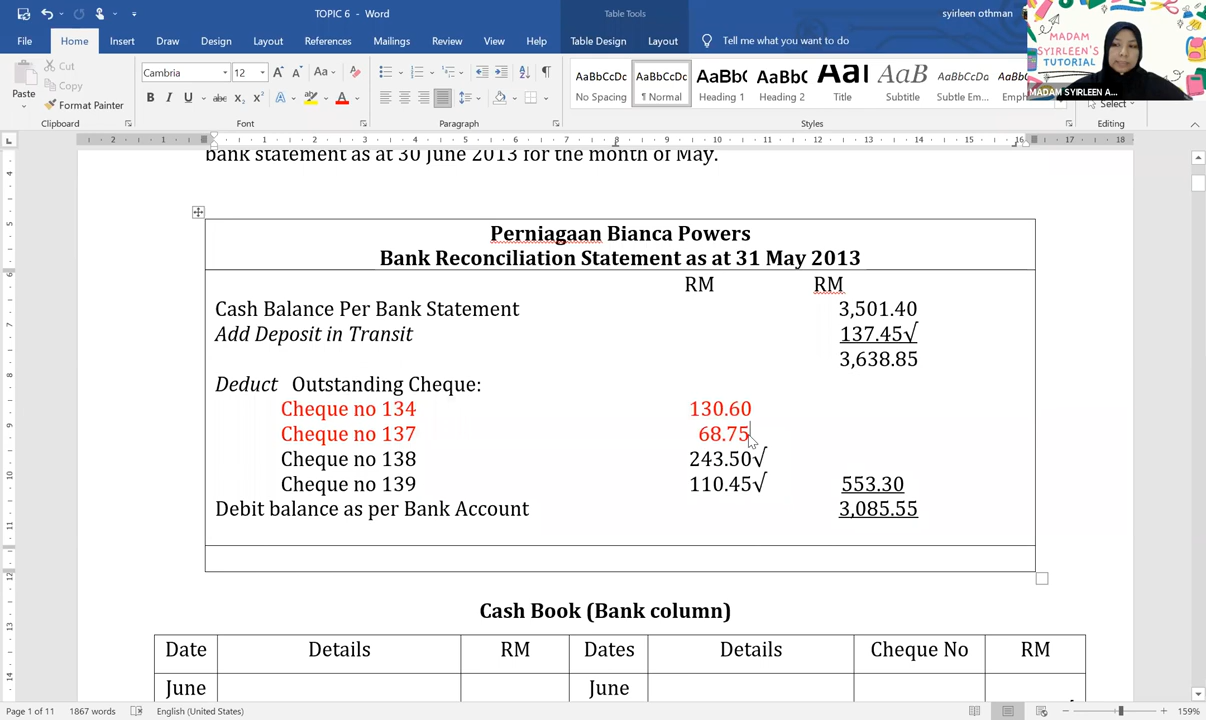 TOPIC 6 - Word
Table Tools
syirleen othman
File Home Insert Draw Design Layout References Mailings Review View Help Table Design Layout Tell me what you want to do
MADAM
SYIRLEEN'S
TUTORIAL
MADAM SYIRLEEN A...
Paste
Cut
Copy
Format Painter
Clipboard
Cambria 12
Font
Paragraph
AaBbCcDc AaBbCcDc AaBbC AaBbCc AaBbCcDc
No Spacing ¶ Normal Heading 1 Heading 2 Title Subtitle Subtle Em...
Styles
Select
Editing
bank statement as at 30 June 2013 for the month of May.
Perniagaan Bianca Powers
Bank Reconciliation Statement as at 31 May 2013
RM RM
Cash Balance Per Bank Statement 3,501.40
Add Deposit in Transit 137.45√
3,638.85
Deduct Outstanding Cheque:
Cheque no 134 130.60
Cheque no 137 68.75
Cheque no 138 243.50√
Cheque no 139 110.45√ 553.30
Debit balance as per Bank Account 3,085.55
Cash Book (Bank column)
Date Details RM Dates Details Cheque No RM
June June
Page 1 of 11 1867 words English (United States) 159%